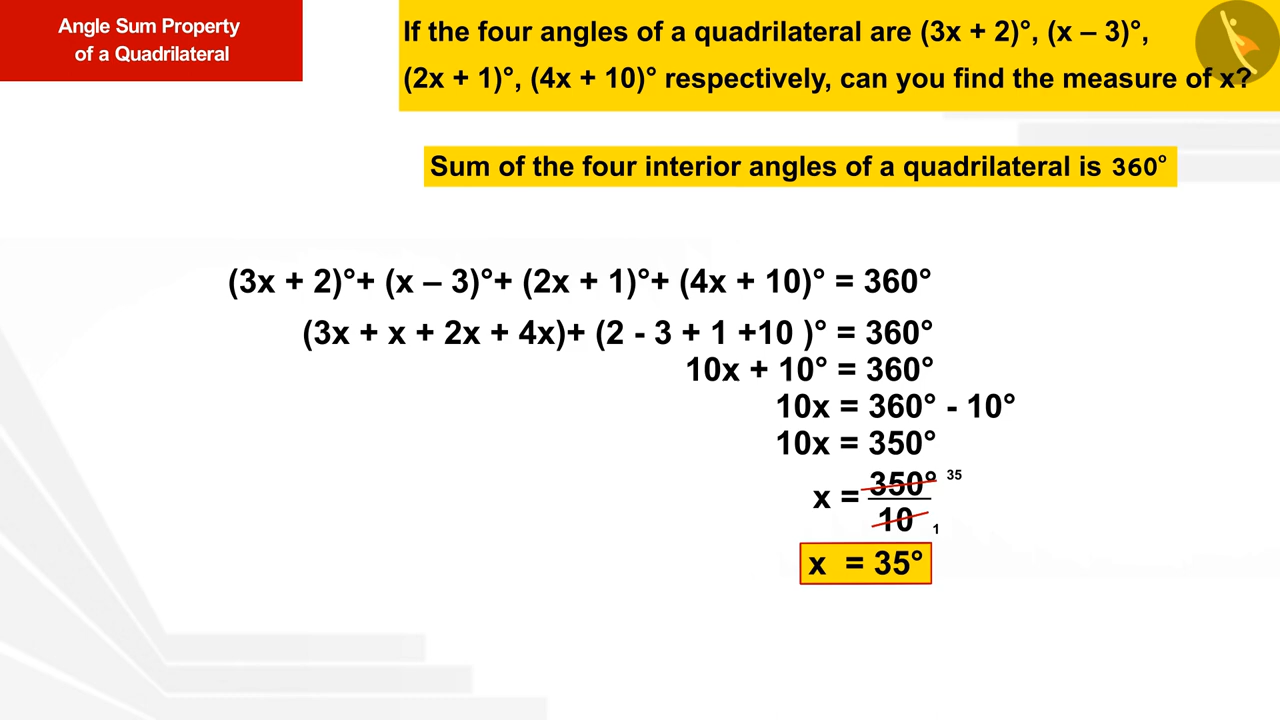 Angle Sum Property
of a Quadrilateral
If the four angles of a quadrilateral are (3x + 2)°, (x – 3)°,
(2x + 1)°, (4x + 10)° respectively, can you find the measure of x?
Sum of the four interior angles of a quadrilateral is 360°
(3x + 2)°+ (x – 3)°+ (2x + 1)°+ (4x + 10)° = 360°
(3x + x + 2x + 4x)+ (2 - 3 + 1 +10 )° = 360°
10x + 10° = 360°
10x = 360° - 10°
10x = 350°
x = 350° 35
10 1
x = 35°